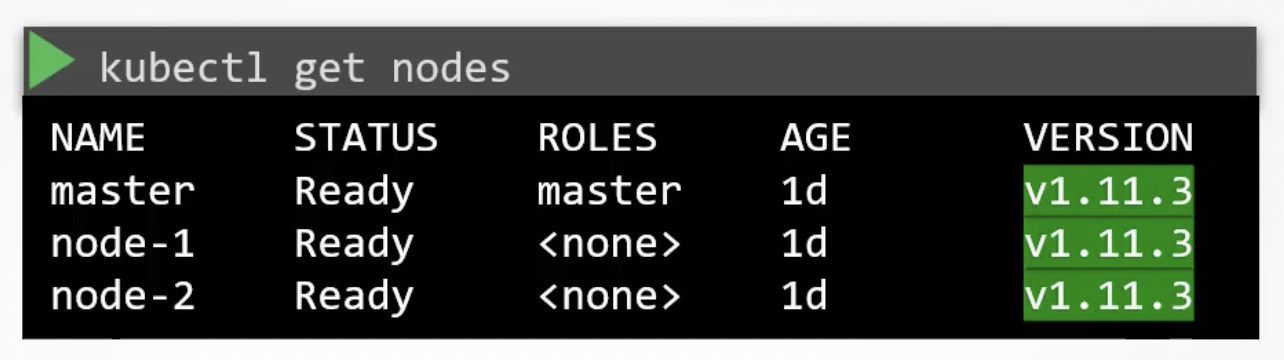 kubectl get nodes
NAME STATUS ROLES AGE VERSION
master Ready master 1d v1.11.3
node-1 Ready <none> 1d v1.11.3
node-2 Ready <none> 1d v1.11.3